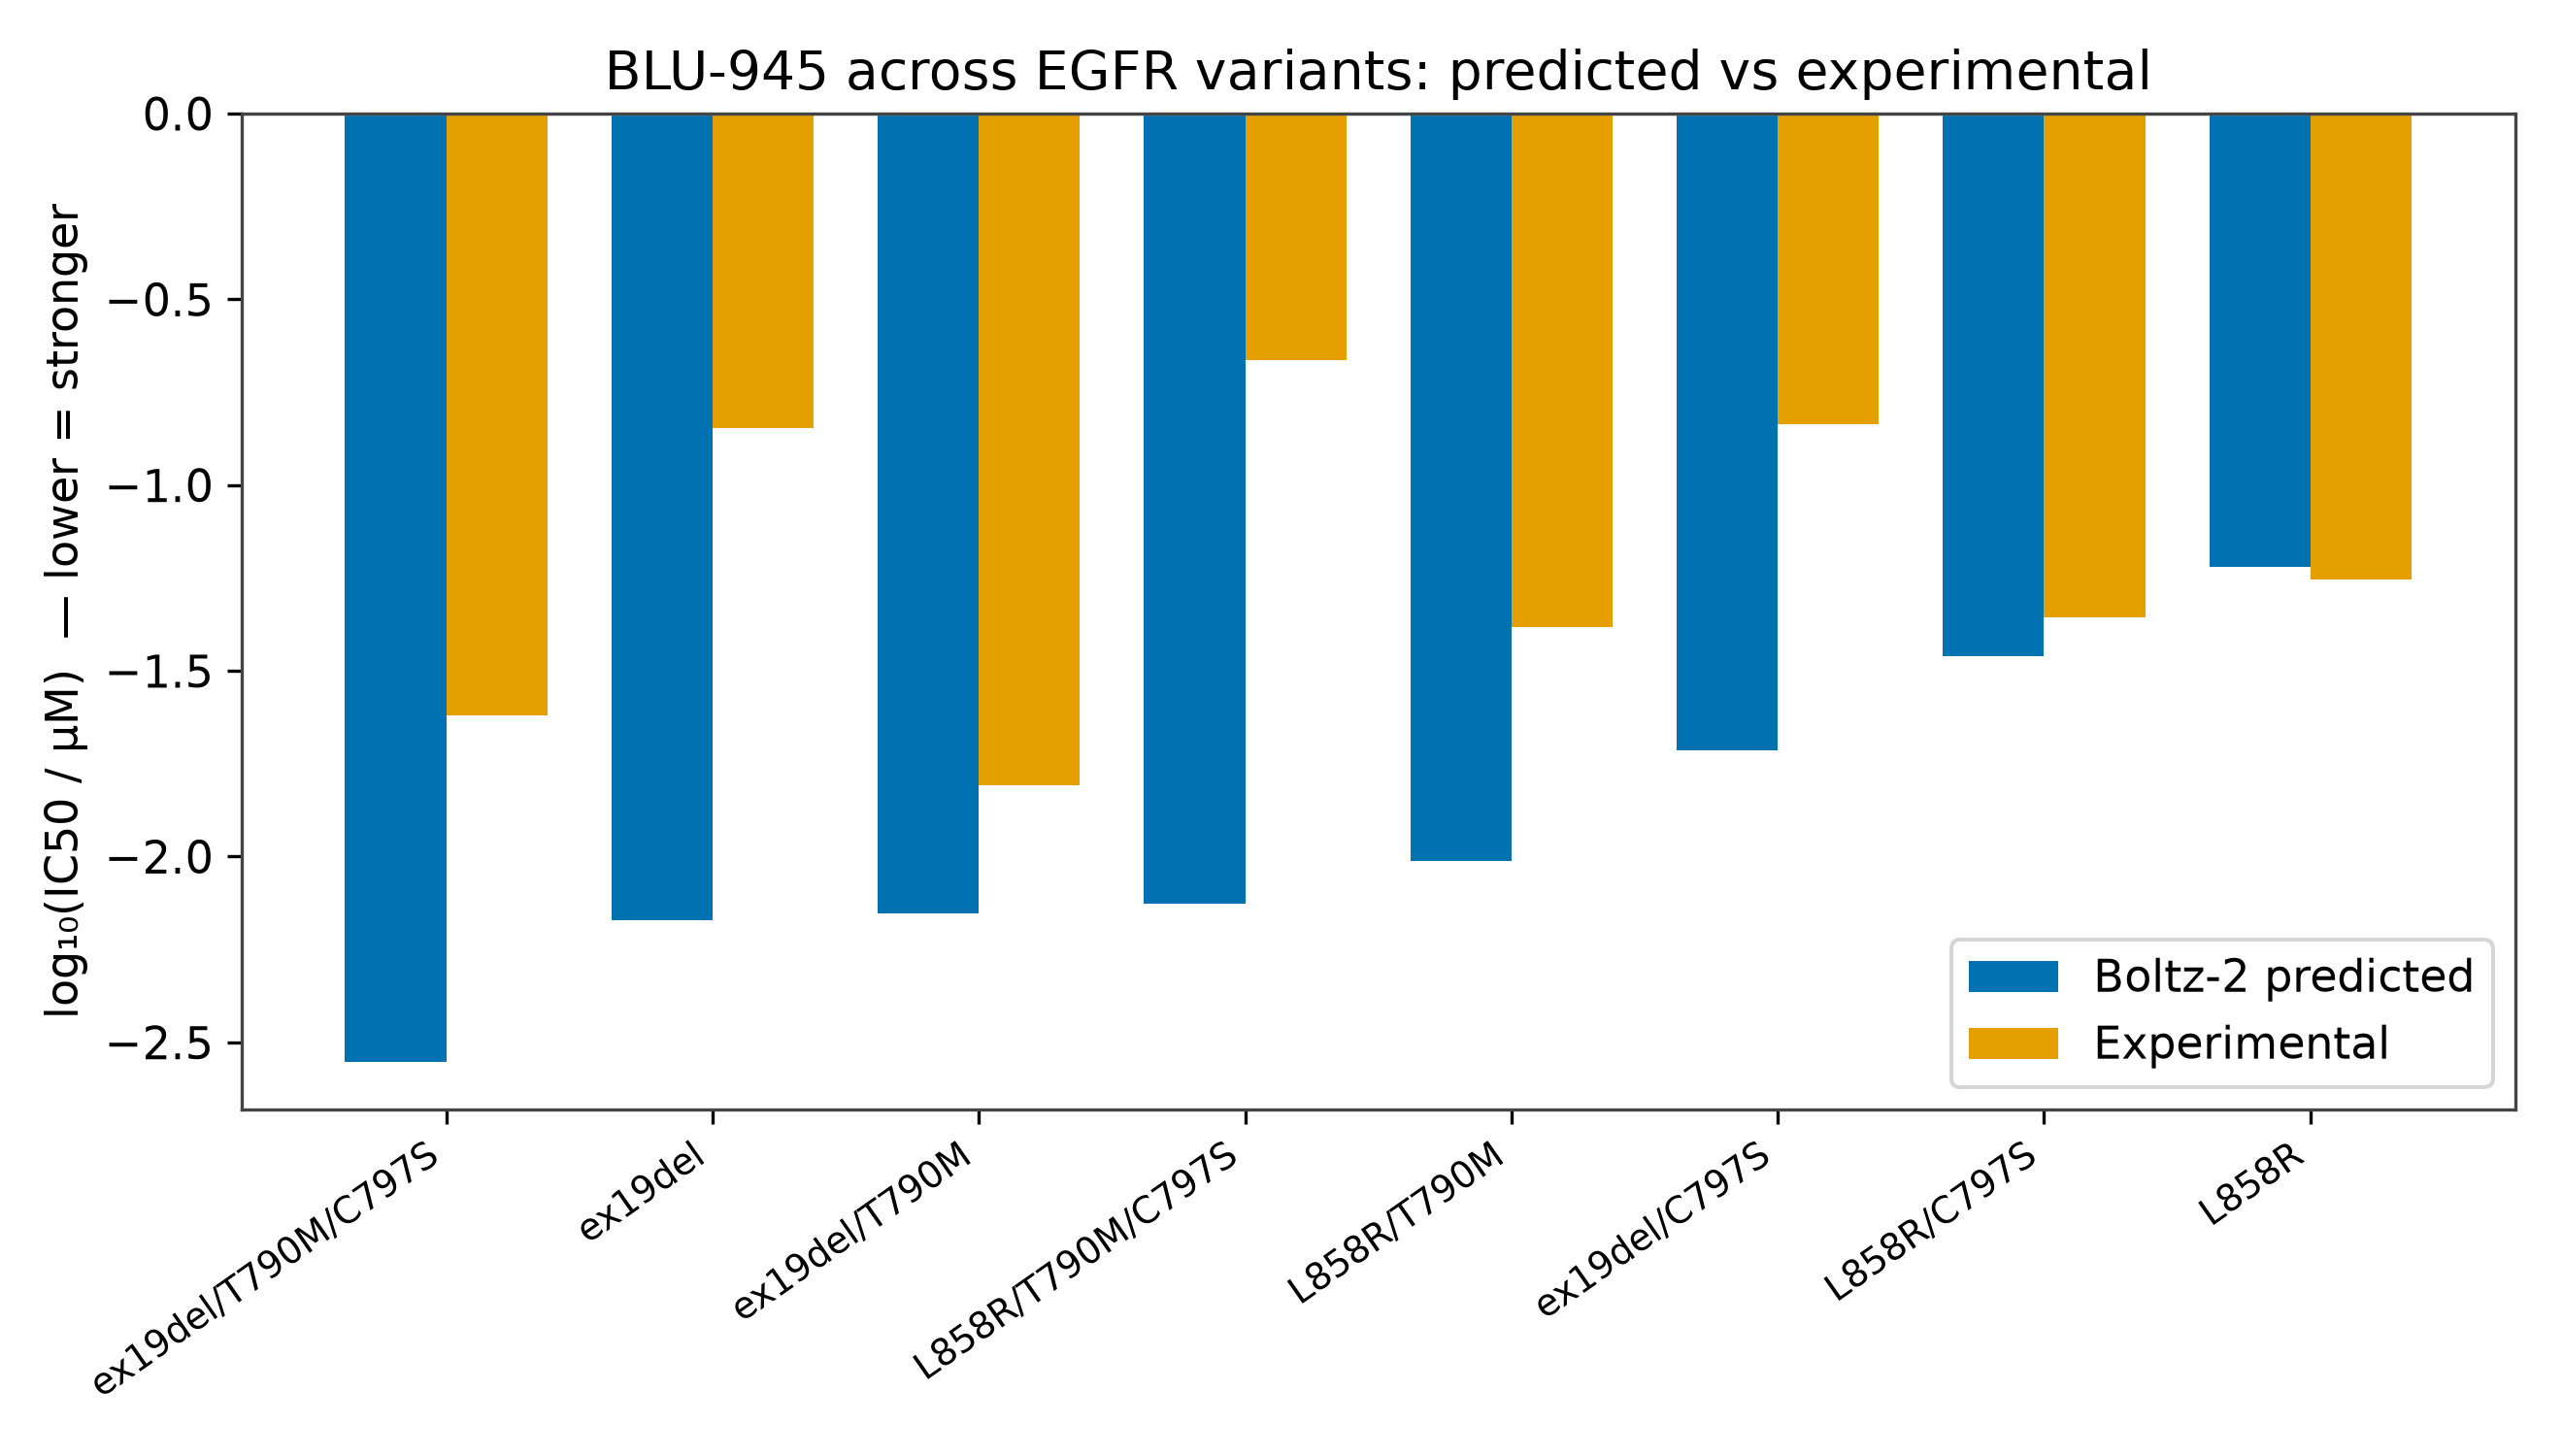 BLU-945 across EGFR variants: predicted vs experimental
log₁₀(IC50 / µM) — lower = stronger
0.0
−0.5
−1.0
−1.5
−2.0
−2.5
ex19del/T790M/C797S
ex19del
ex19del/T790M
L858R/T790M/C797S
L858R/T790M
ex19del/C797S
L858R/C797S
L858R
Boltz-2 predicted
Experimental